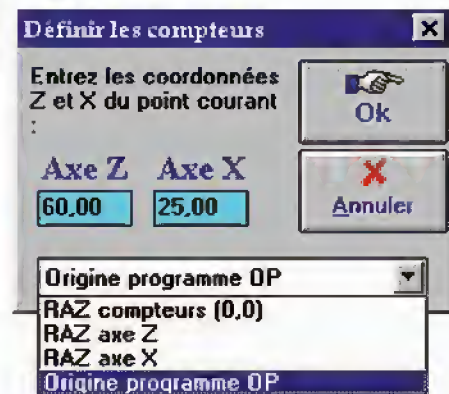 Définir les compteurs
Entrez les coordonnées
Z et X du point courant
:
Ok
Axe Z Axe X
60,00 25,00
Annuler
Origine programme OP
RAZ compteurs (0,0)
RAZ axe Z
RAZ axe X
Origine programme OP